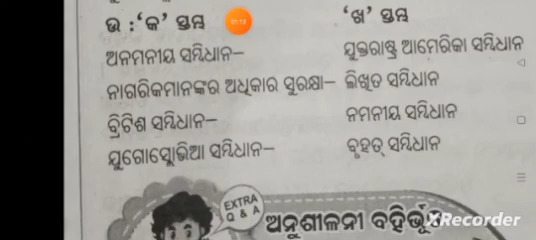 ଉ : ‘କ’ ସ୍ତମ୍ଭ ‘ଖ’ ସ୍ତମ୍ଭ
ଅନମନୀୟ ସମ୍ବିଧାନ– ଯୁକ୍ତରାଷ୍ଟ୍ର ଆମେରିକା ସମ୍ବିଧାନ
ନାଗରିକମାନଙ୍କର ଅଧିକାର ସୁରକ୍ଷା– ଲିଖିତ ସମ୍ବିଧାନ
ବ୍ରିଟିଶ ସମ୍ବିଧାନ– ନମନୀୟ ସମ୍ବିଧାନ
ଯୁଗୋସ୍ଲୋଭିଆ ସମ୍ବିଧାନ– ବୃହତ୍ ସମ୍ବିଧାନ
EXTRA
Q & A
ଅନୁଶୀଳନୀ ବହିର୍ଭୂ
XRecorder